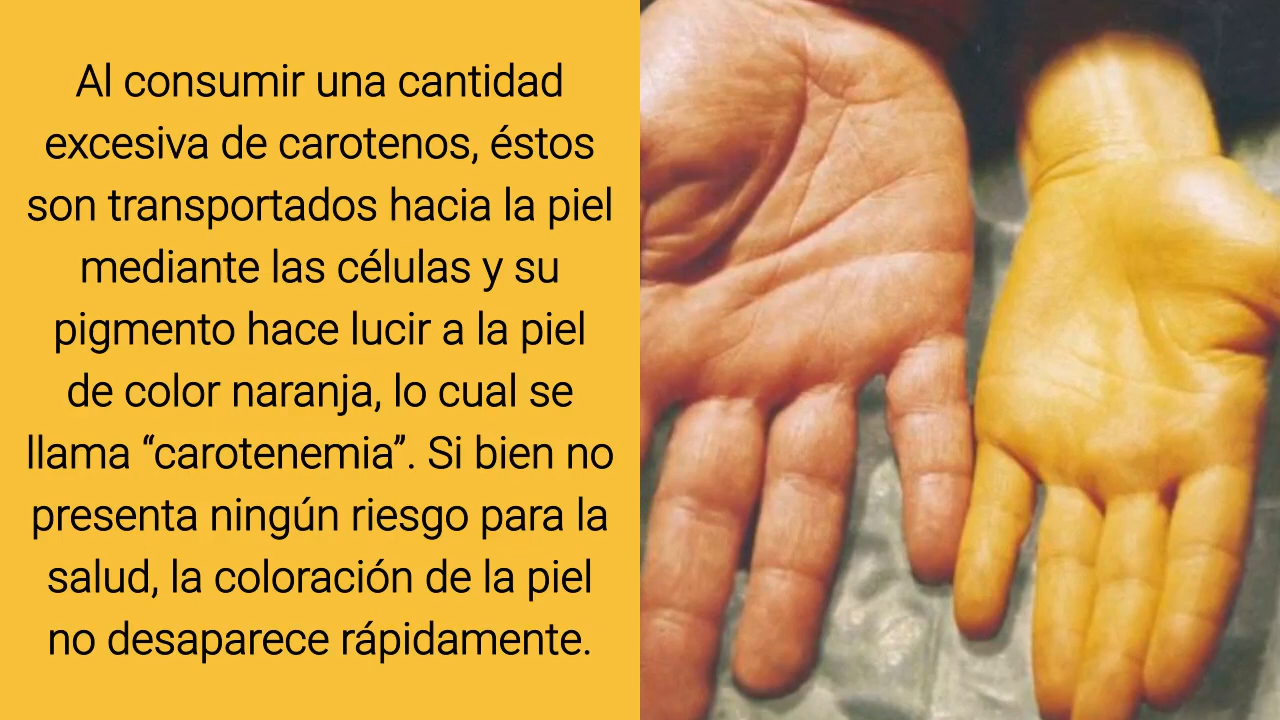 Al consumir una cantidad
excesiva de carotenos, éstos
son transportados hacia la piel
mediante las células y su
pigmento hace lucir a la piel
de color naranja, lo cual se
llama “carotenemia”. Si bien no
presenta ningún riesgo para la
salud, la coloración de la piel
no desaparece rápidamente.